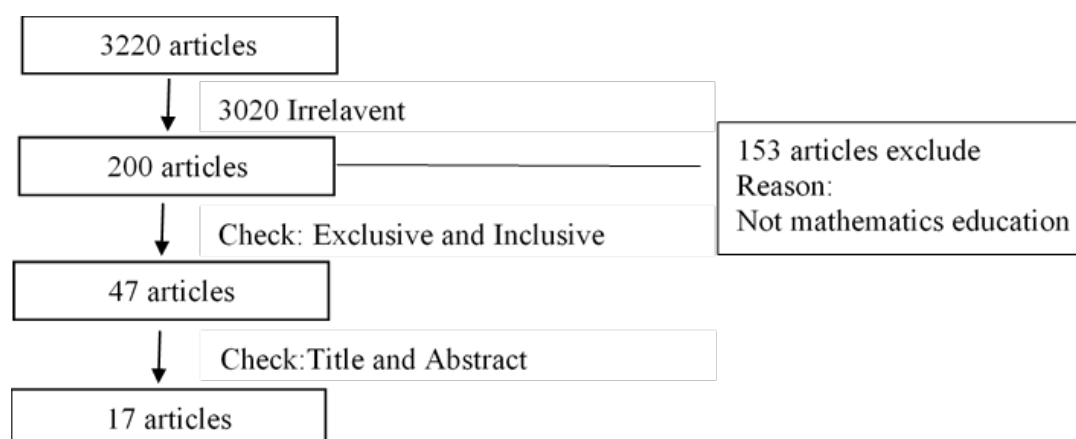 3220 articles
3020 Irrelavent
200 articles
153 articles exclude
Reason:
Not mathematics education
Check: Exclusive and Inclusive
47 articles
Check:Title and Abstract
17 articles